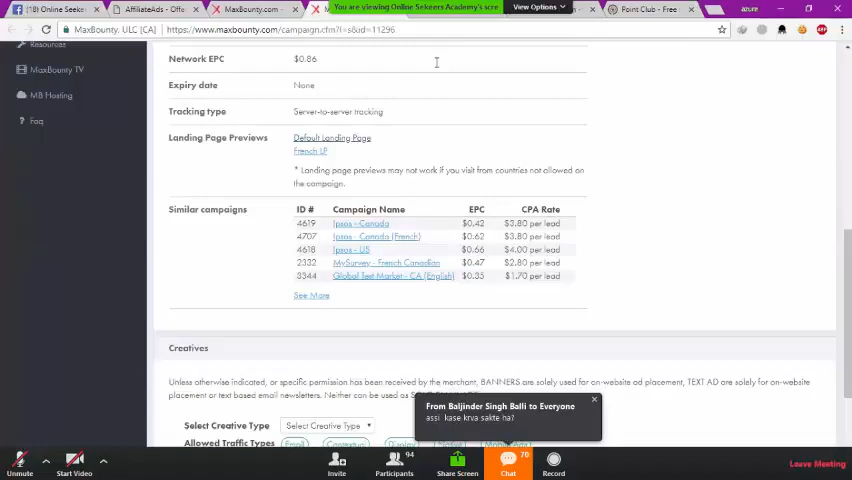 (18) Online Seeker
AffiliateAds - Offe
MaxBounty.com -
You are viewing Online Sekeers Academy's scre
View Options
Point Club - Free
azure
MaxBounty. ULC [CA]
https://www.maxbounty.com/campaign.cfm?l=s&id=11296
Resources
MaxBounty TV
MB Hosting
Faq
Network EPC $0.86
Expiry date None
Tracking type Server-to-server tracking
Landing Page Previews Default Landing Page
French LP
* Landing page previews may not work if you visit from countries not allowed on
the campaign.
Similar campaigns
ID # Campaign Name EPC CPA Rate
4619 Ipsos - Canada $0.42 $3.80 per lead
4707 Ipsos - Canada (French) $0.62 $3.80 per lead
4618 Ipsos - US $0.66 $4.00 per lead
2332 MySurvey - French Canadian $0.47 $2.80 per lead
3344 Global Test Market - CA (English) $0.35 $1.70 per lead
See More
Creatives
Unless otherwise indicated, or specific permission has been received by the merchant, BANNERS are solely used for on-website ad placement, TEXT AD are solely for on-website
placement or text based email newsletters. Neither can be used as
Select Creative Type Select Creative Type
Allowed Traffic Types Email Contextual Display
From Baljinder Singh Balli to Everyone
assi kase krva sakte ha?
94
70
Unmute
Start Video
Invite
Participants
Share Screen
Chat
Record
Leave Meeting